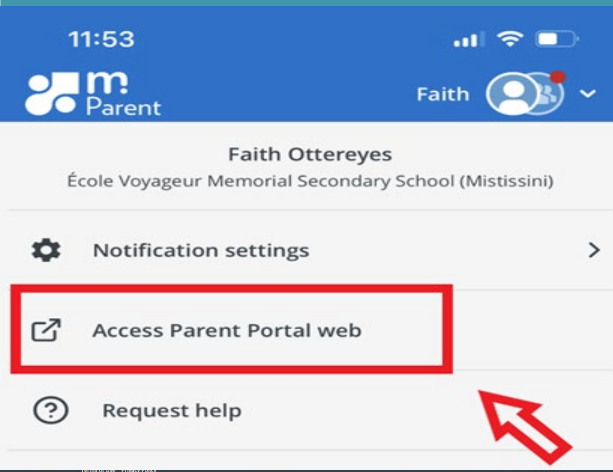 11:53
m
Parent
Faith
Faith Ottereyes
École Voyageur Memorial Secondary School (Mistissini)
Notification settings
Access Parent Portal web
Request help